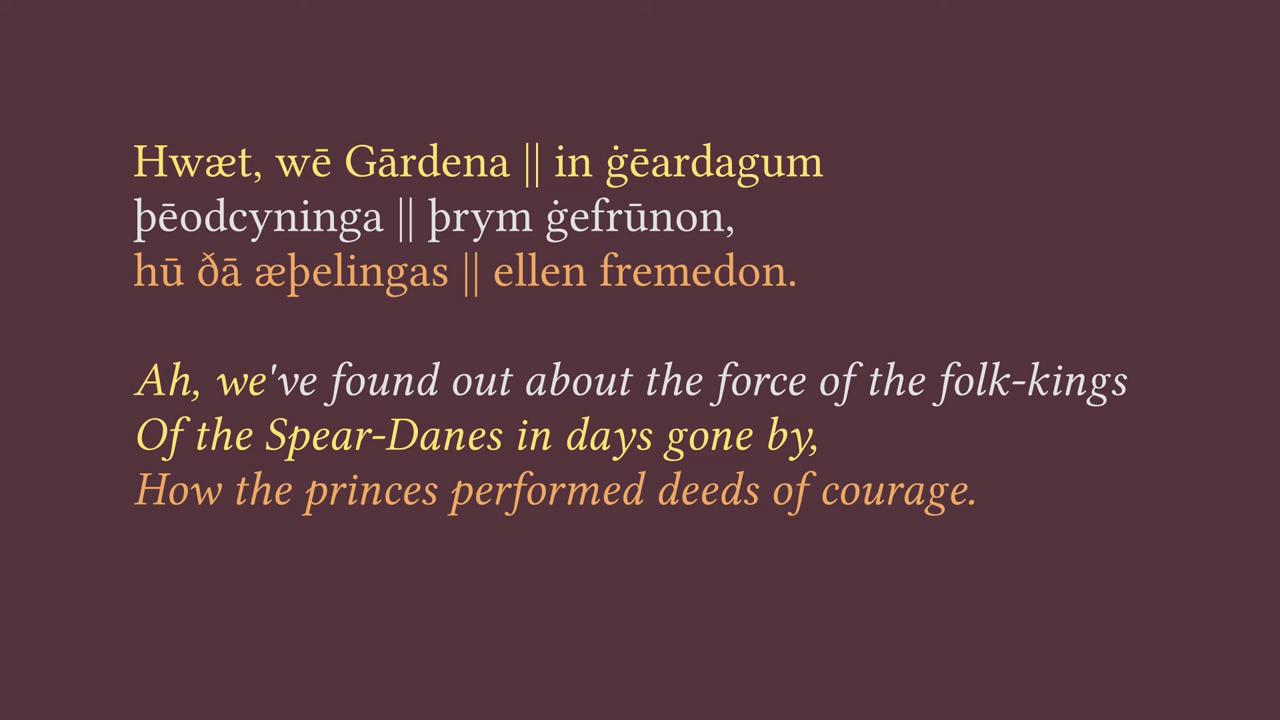 Hwæt, wē Gārdena || in ġēardagum
þēodcyninga || þrym ġefrūnon,
hū ðā æþelingas || ellen fremedon.
Ah, we've found out about the force of the folk-kings
Of the Spear-Danes in days gone by,
How the princes performed deeds of courage.